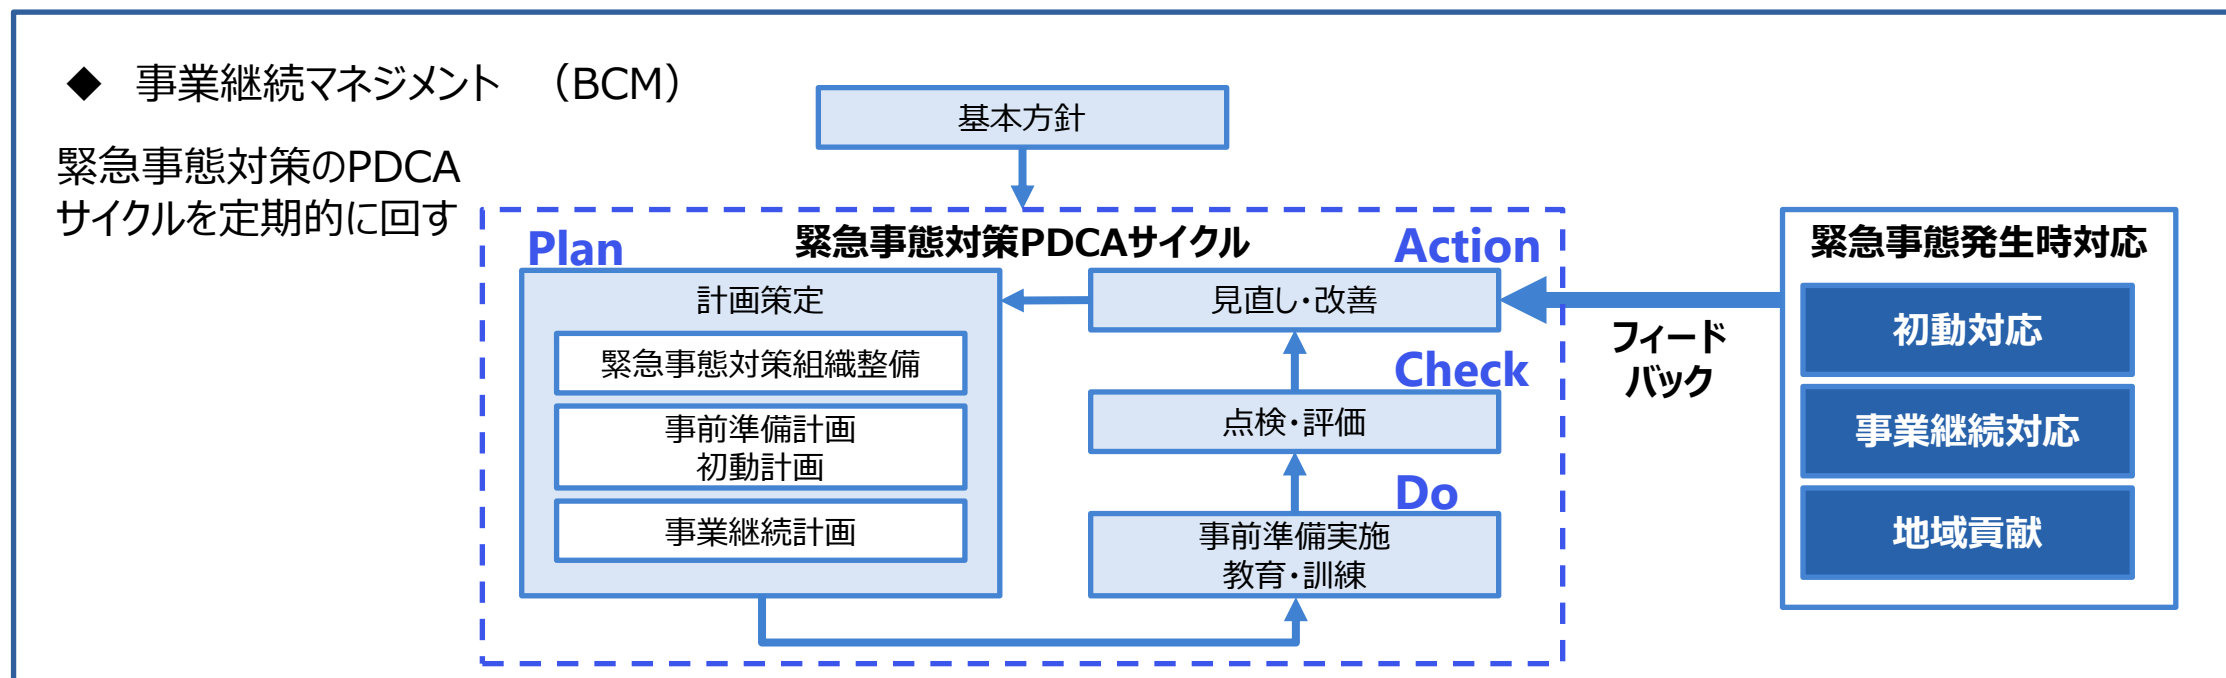 ◆ 事業継続マネジメント （BCM）
緊急事態対策のPDCA
サイクルを定期的に回す
基本方針
緊急事態対策PDCAサイクル
Plan
計画策定
緊急事態対策組織整備
事前準備計画
初動計画
事業継続計画
Action
見直し・改善
Check
点検・評価
Do
事前準備実施
教育・訓練
フィード
バック
緊急事態発生時対応
初動対応
事業継続対応
地域貢献